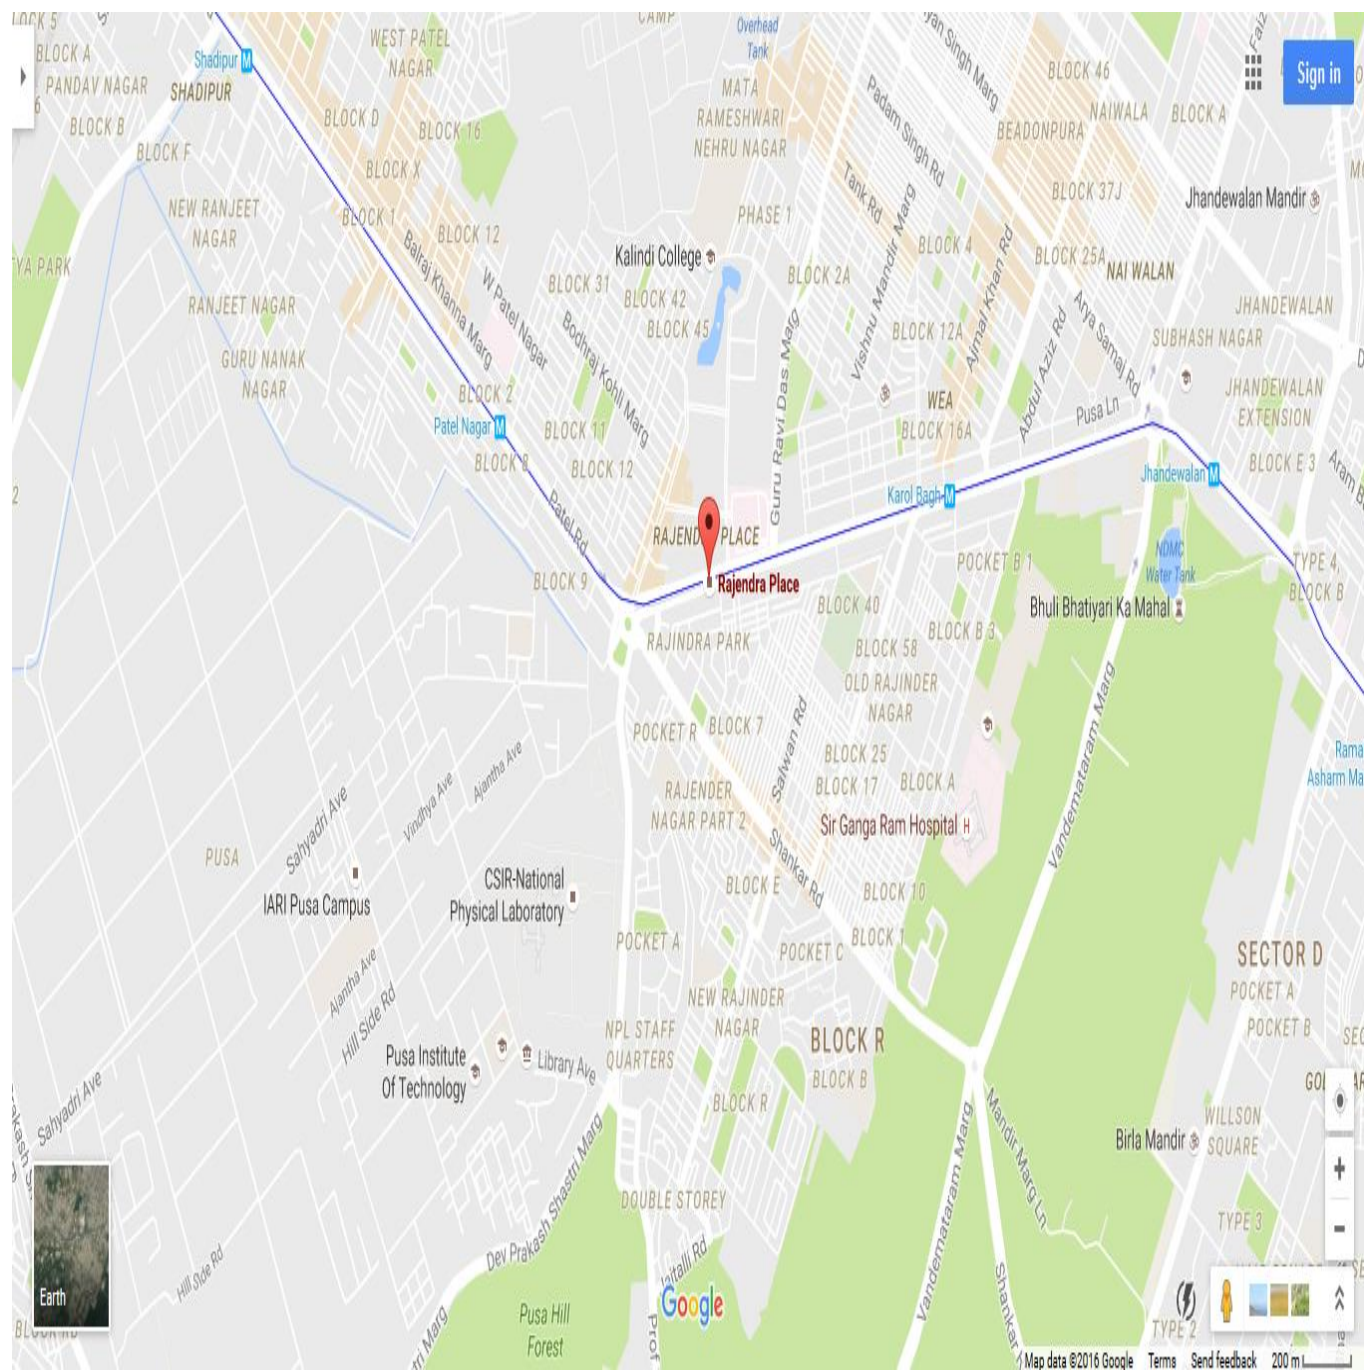 LOCK 5
CAMP
Overhead
Tank
WEST PATEL
NAGAR
BLOCK A
Shadipur M
PANDAV NAGAR
SHADIPUR
BLOCK B
BLOCK F
BLOCK D
BLOCK 16
BLOCK X
MATA
RAMESHWARI
NEHRU NAGAR
Padam Singh Rd
yan Singh Marg
BLOCK 46
NAIWALA
BLOCK A
BEADONPURA
Sign in
Tank Rd
BLOCK 37J
Jhandewalan Mandir
NEW RANJEET
NAGAR
BLOCK 1
BLOCK 12
PHASE 1
Vishnu Mandir Marg
BLOCK 4
Ajmal Khan Rd
BLOCK 25A
NAI WALAN
YA PARK
Balraj Khanna Marg
Kalindi College
BLOCK 31
BLOCK 42
BLOCK 45
BLOCK 2A
W Patel Nagar
Bodhraj Kohli Marg
RANJEET NAGAR
JHANDEWALAN
BLOCK 12A
Abdul Aziz Rd
Arya Samaj Rd
SUBHASH NAGAR
GURU NANAK
NAGAR
BLOCK 2
WEA
JHANDEWALAN
EXTENSION
Pusa Ln
Patel Nagar M
BLOCK 11
BLOCK 16A
Guru Ravi Das Marg
BLOCK 12
BLOCK E 3
Jhandewalan M
Karol Bagh M
Patel Rd
RAJEND PLACE
Rajendra Place
BLOCK 9
POCKET B 1
NDMC
Water Tank
TYPE 4,
BLOCK B
BLOCK 40
Bhuli Bhatiyari Ka Mahal
RAJINDRA PARK
BLOCK B 3
BLOCK 58
OLD RAJINDER
NAGAR
POCKET R
BLOCK 7
Salwan Rd
Vandemataram Marg
Ajantha Ave
BLOCK 25
BLOCK 17
BLOCK A
Rama
Asharm Ma
RAJENDER
NAGAR PART 2
Vindhya Ave
Sahyadri Ave
Sir Ganga Ram Hospital H
PUSA
Shankar Rd
CSIR-National
Physical Laboratory
BLOCK E
BLOCK 10
IARI Pusa Campus
POCKET A
POCKET C
BLOCK 1
SECTOR D
Ajantha Ave
Hill Side Rd
POCKET A
NEW RAJINDER
NAGAR
POCKET B
NPL STAFF
QUARTERS
BLOCK R
Pusa Institute
Of Technology
Library Ave
BLOCK B
Sahyadri Ave
BLOCK R
Mandir Marg Ln
WILLSON
SQUARE
Birla Mandir
Dev Prakash Shastri Marg
Vandemataram Marg
DOUBLE STOREY
TYPE 3
Hill Side Rd
Earth
Google
Pusa Hill
Forest
Shankar
TYPE 2
Map data ©2016 Google Terms Send feedback 200 m